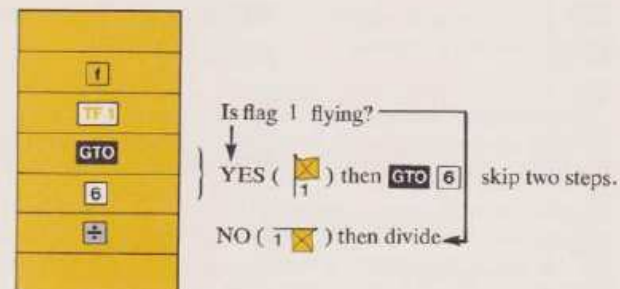 f
TF 1
Is flag 1 flying?
GTO
YES ( 1 ) then GTO 6 skip two steps.
6
÷
NO ( 1 ) then divide